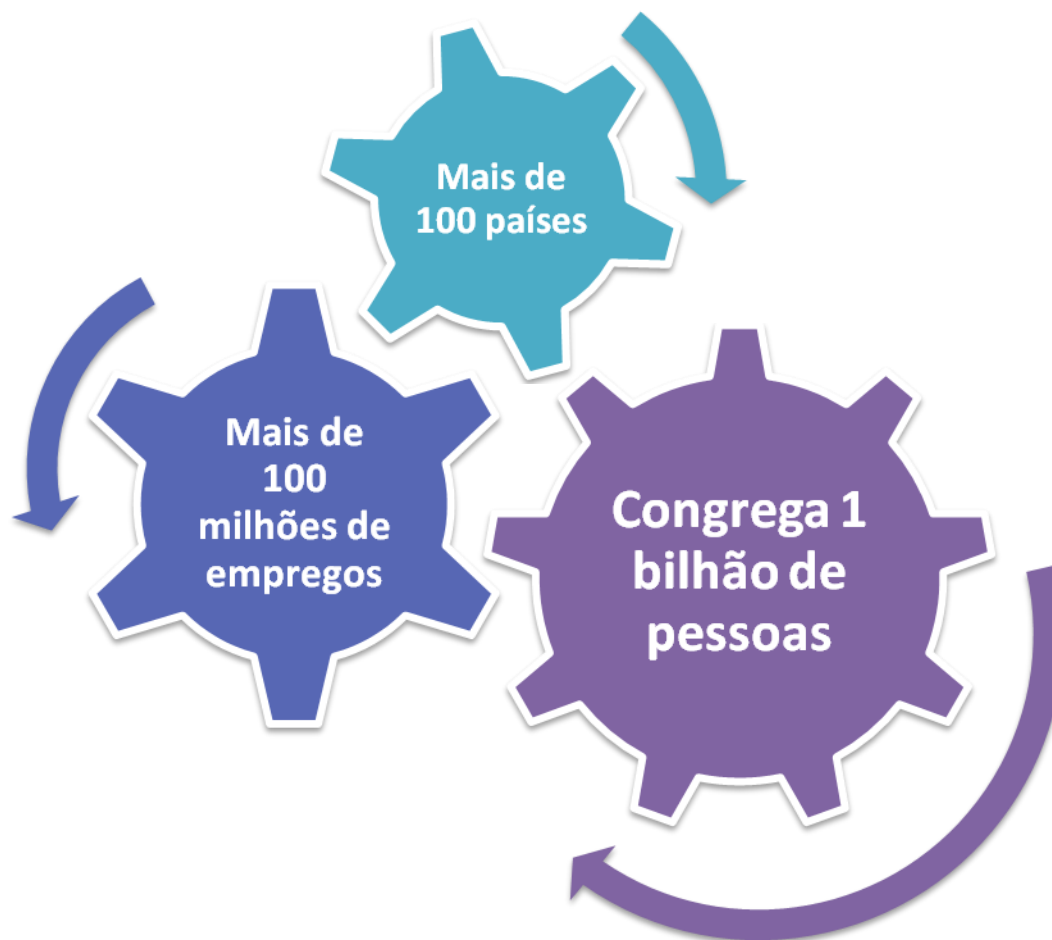 Mais de
100 países
Mais de
100
milhões de
empregos
Congrega 1
bilhão de
pessoas